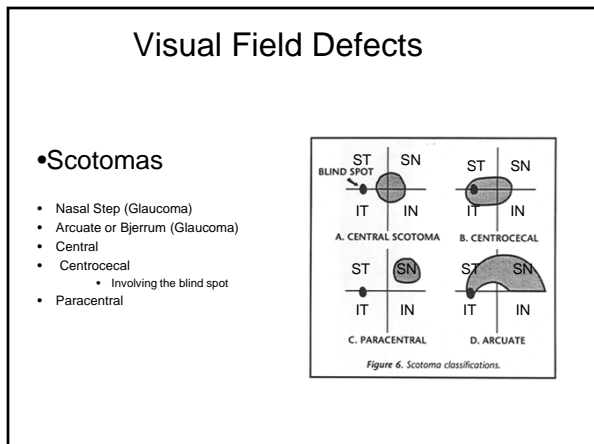 Visual Field Defects
•Scotomas
• Nasal Step (Glaucoma)
• Arcuate or Bjerrum (Glaucoma)
• Central
• Centrocecal
• Involving the blind spot
• Paracentral
ST SN
BLIND SPOT
IT IN
A. CENTRAL SCOTOMA
ST SN
IT IN
B. CENTROCECAL
ST SN
IT IN
C. PARACENTRAL
ST SN
IT IN
D. ARCUATE
Figure 6. Scotoma classifications.